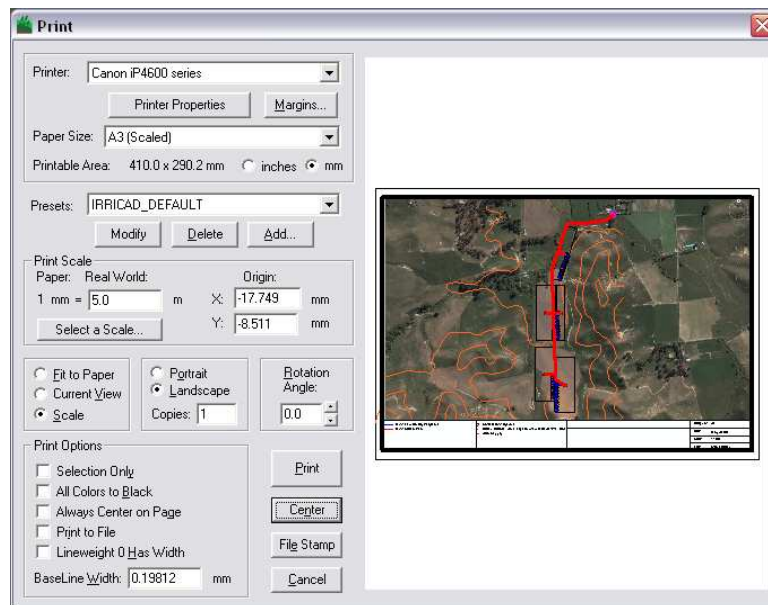 Print
Printer: Canon iP4600 series
Printer Properties Margins...
Paper Size: A3 (Scaled)
Printable Area: 410.0 x 290.2 mm inches mm
Presets: IRRICAD_DEFAULT
Modify Delete Add...
Print Scale
Paper: Real World: Origin:
1 mm = 5.0 m X: -17.749 mm
Select a Scale... Y: -8.511 mm
Fit to Paper Portrait Rotation
Current View Landscape Angle:
Scale Copies: 1 0.0
Print Options
Selection Only Print
All Colors to Black
Always Center on Page Center
Print to File
Lineweight 0 Has Width File Stamp
BaseLine Width: 0.19812 mm Cancel